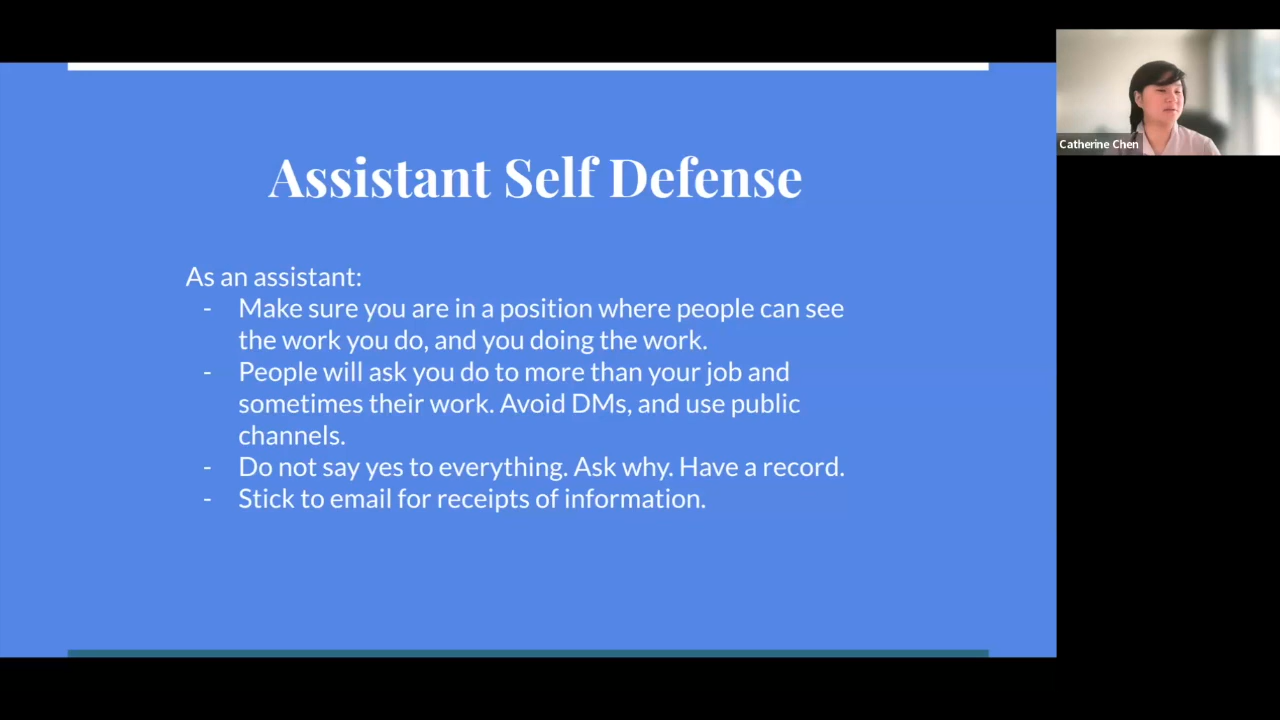 Assistant Self Defense
As an assistant:
- Make sure you are in a position where people can see
the work you do, and you doing the work.
- People will ask you do to more than your job and
sometimes their work. Avoid DMs, and use public
channels.
- Do not say yes to everything. Ask why. Have a record.
- Stick to email for receipts of information.
Catherine Chen